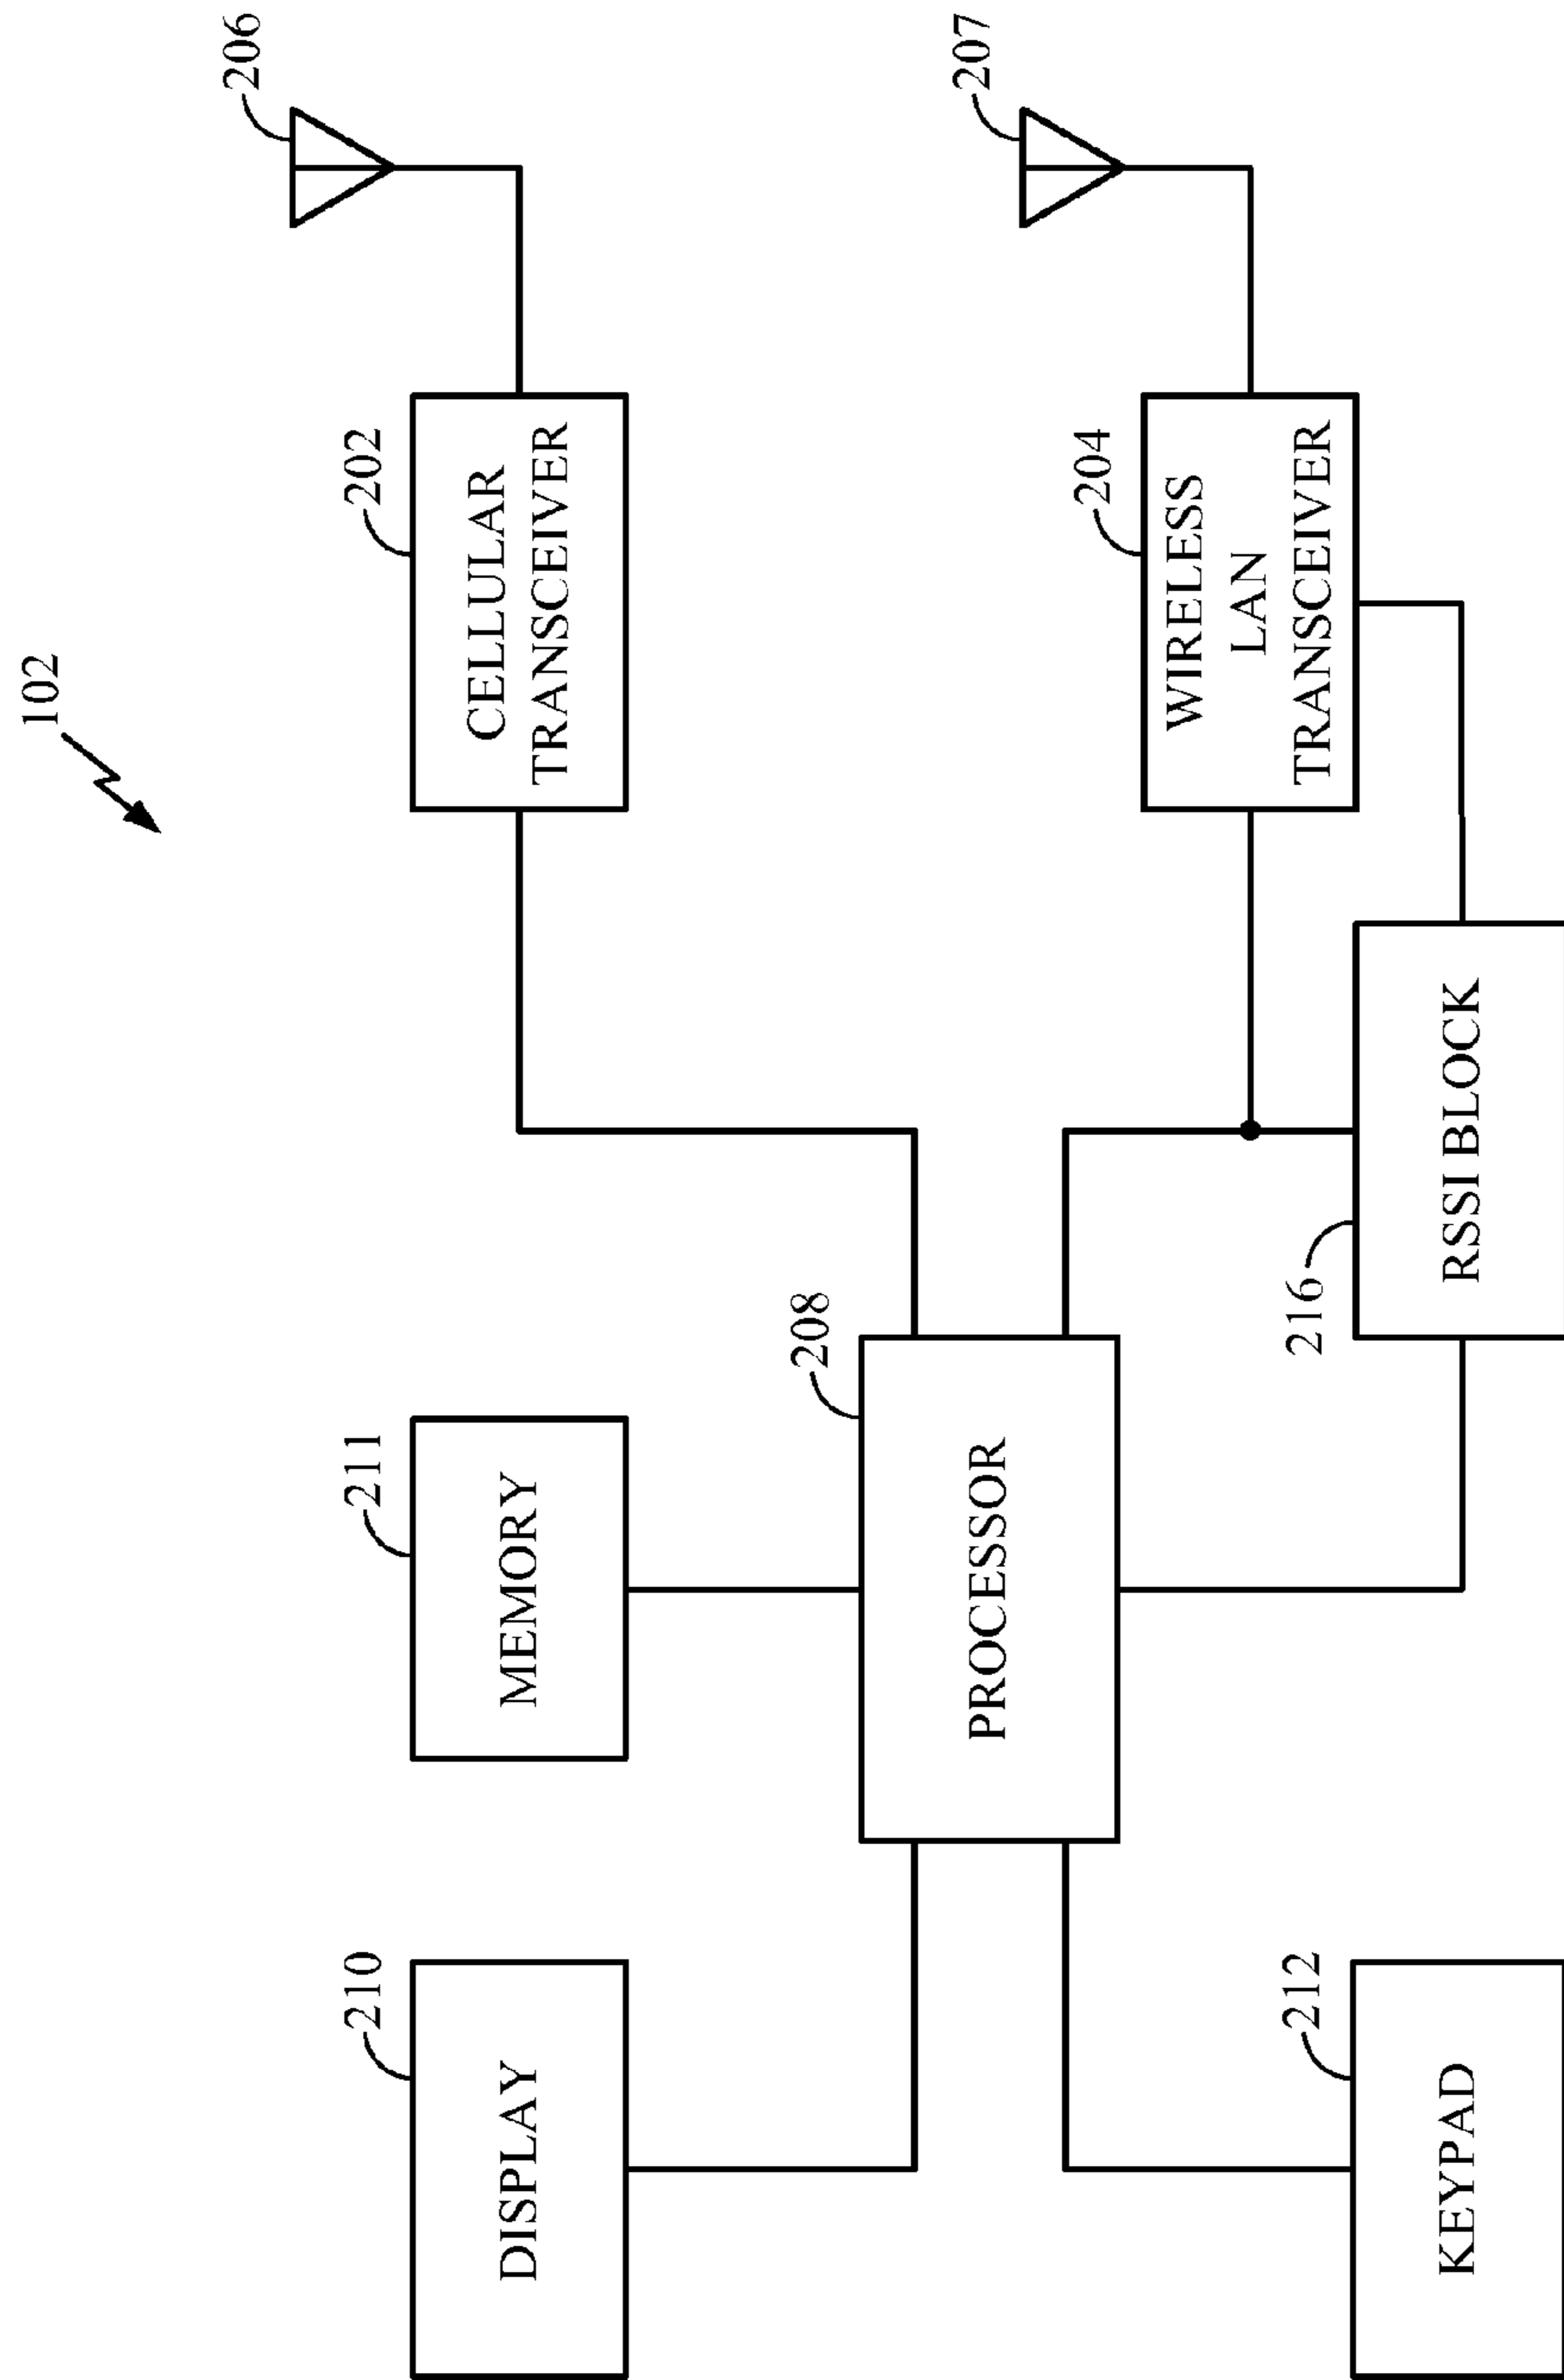 102
206
202
CELLULAR
TRANSCEIVER
211
MEMORY
210
DISPLAY
208
PROCESSOR
207
204
WIRELESS
LAN
TRANSCEIVER
216
RSSI BLOCK
212
KEYPAD